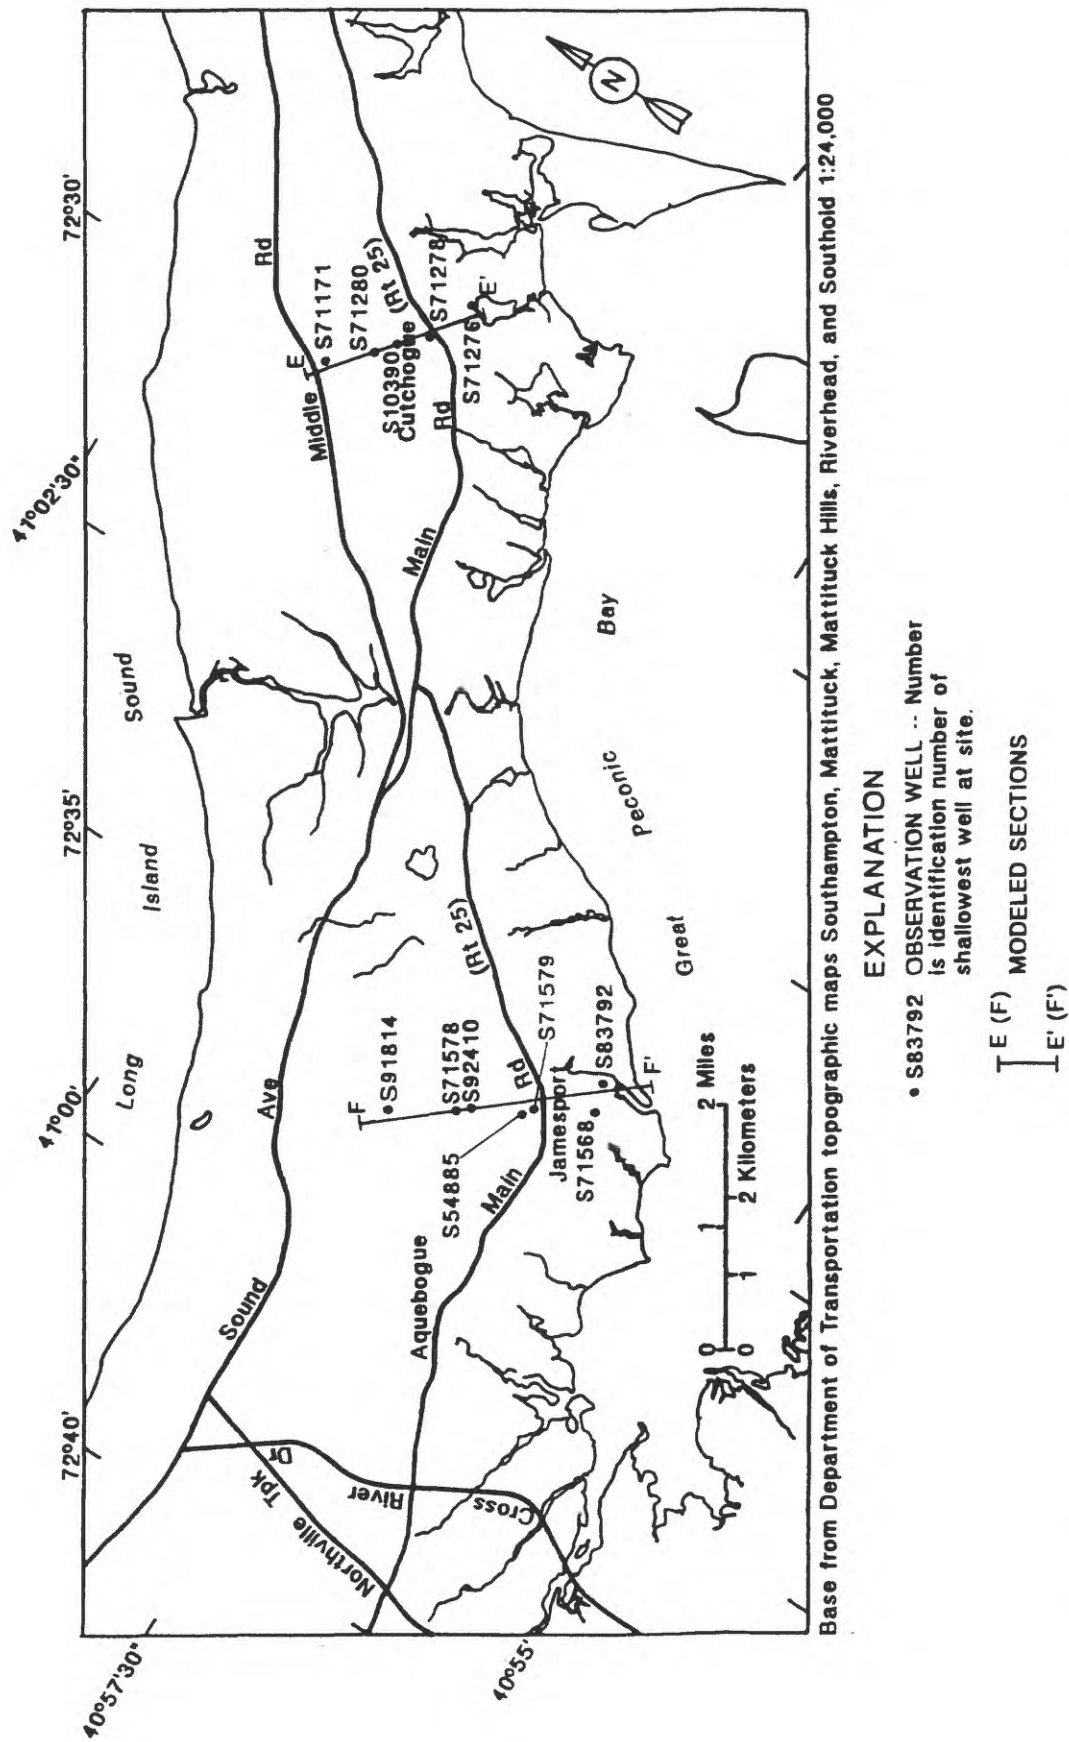 41°02'30"
72°30'
72°35'
41°00'
72°40'
40°57'30"
40°55'
Long
Island
Sound
N
Rd
Middle
E
S71171
S71280
(Rt 25)
S10390
Cutchogue
S71278
E'
S71276
Rd
Main
Bay
Peconic
Great
(Rt 25)
S71579
S83792
F
S91814
S71578
S92410
Rd
F'
Jamesport
S71568
S54885
Main
Ave
Sound
Aquebogue
Dr
River
Cross
Northville Tpk
0 1 2 Miles
0 1 2 Kilometers
Base from Department of Transportation topographic maps Southampton, Mattituck, Mattituck Hills, Riverhead, and Southold 1:24,000
EXPLANATION
• S83792 OBSERVATION WELL -- Number
is identification number of
shallowest well at site.
E (F)
MODELED SECTIONS
E' (F')